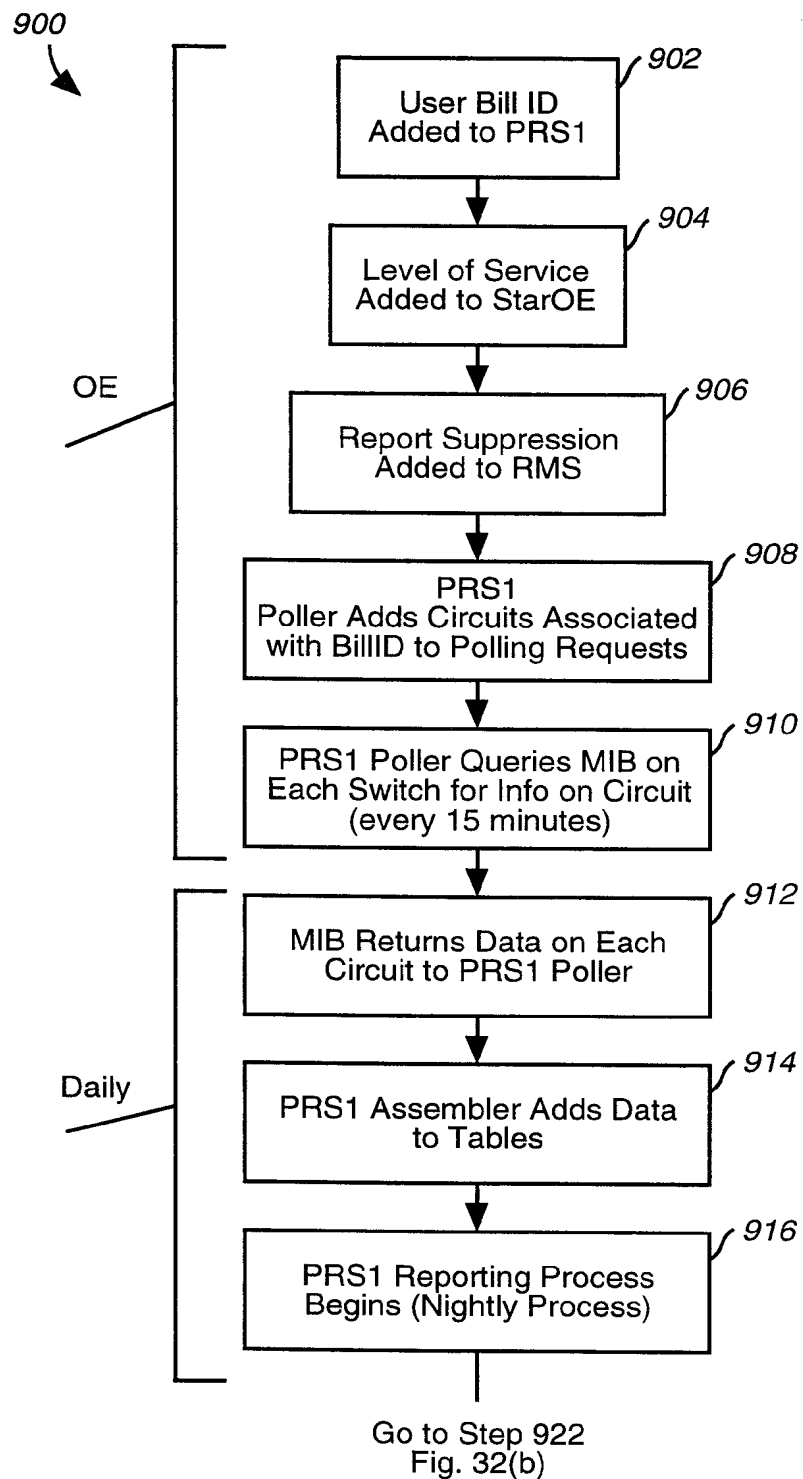 900
902
User Bill ID
Added to PRS1
904
Level of Service
Added to StarOE
OE
906
Report Suppression
Added to RMS
908
PRS1
Poller Adds Circuits Associated
with BillID to Polling Requests
910
PRS1 Poller Queries MIB on
Each Switch for Info on Circuit
(every 15 minutes)
912
MIB Returns Data on Each
Circuit to PRS1 Poller
Daily
914
PRS1 Assembler Adds Data
to Tables
916
PRS1 Reporting Process
Begins (Nightly Process)
Go to Step 922
Fig. 32(b)